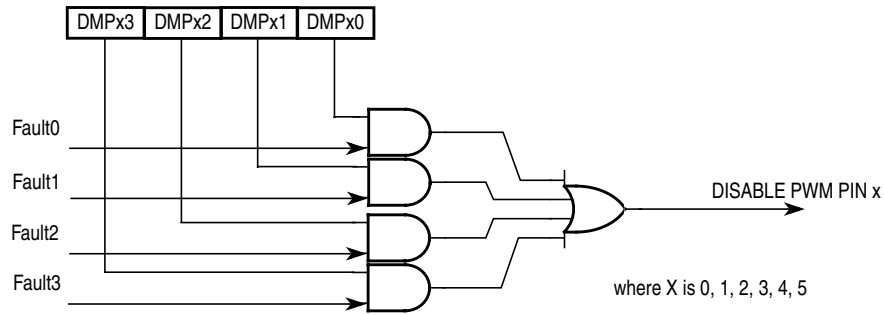 DMPx3 DMPx2 DMPx1 DMPx0
Fault0
Fault1
DISABLE PWM PIN x
Fault2
Fault3
where X is 0, 1, 2, 3, 4, 5